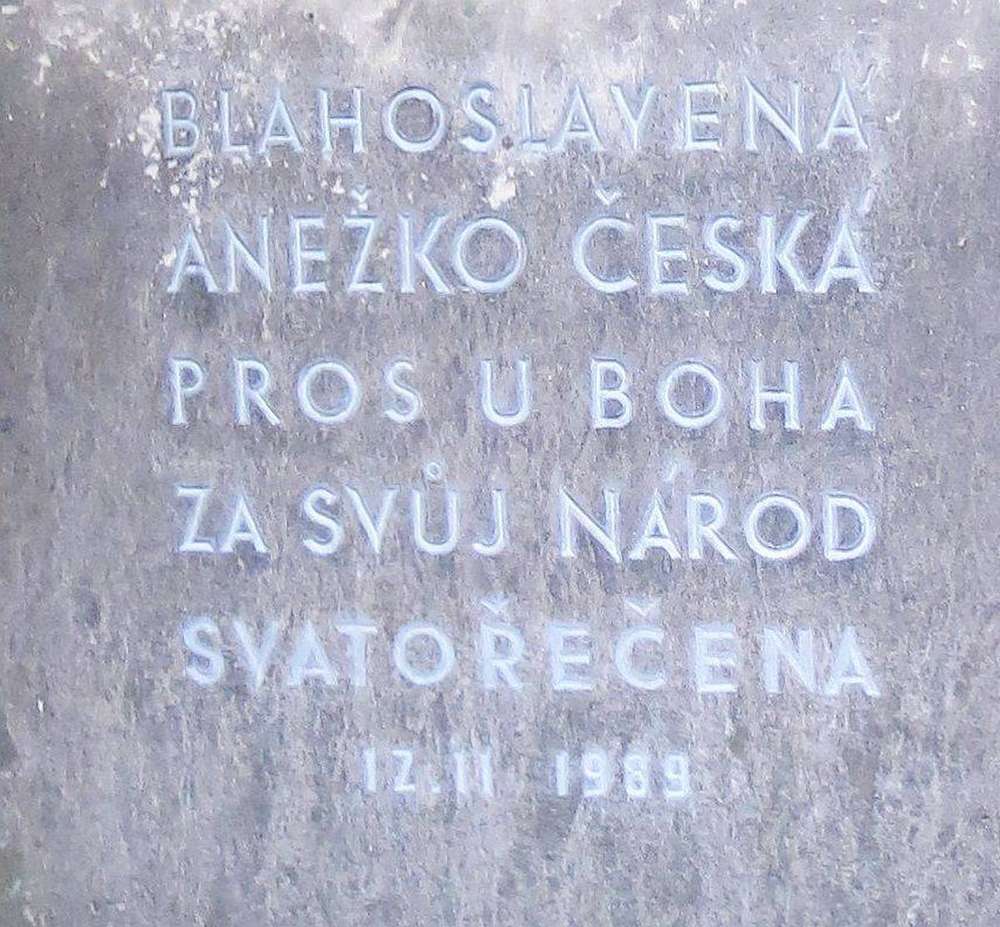 BLAHOSLAVENÁ
ANEŽKO ČESKÁ
PROS U BOHA
ZA SVŮJ NÁROD
SVATOŘEČENA
12.11 1989